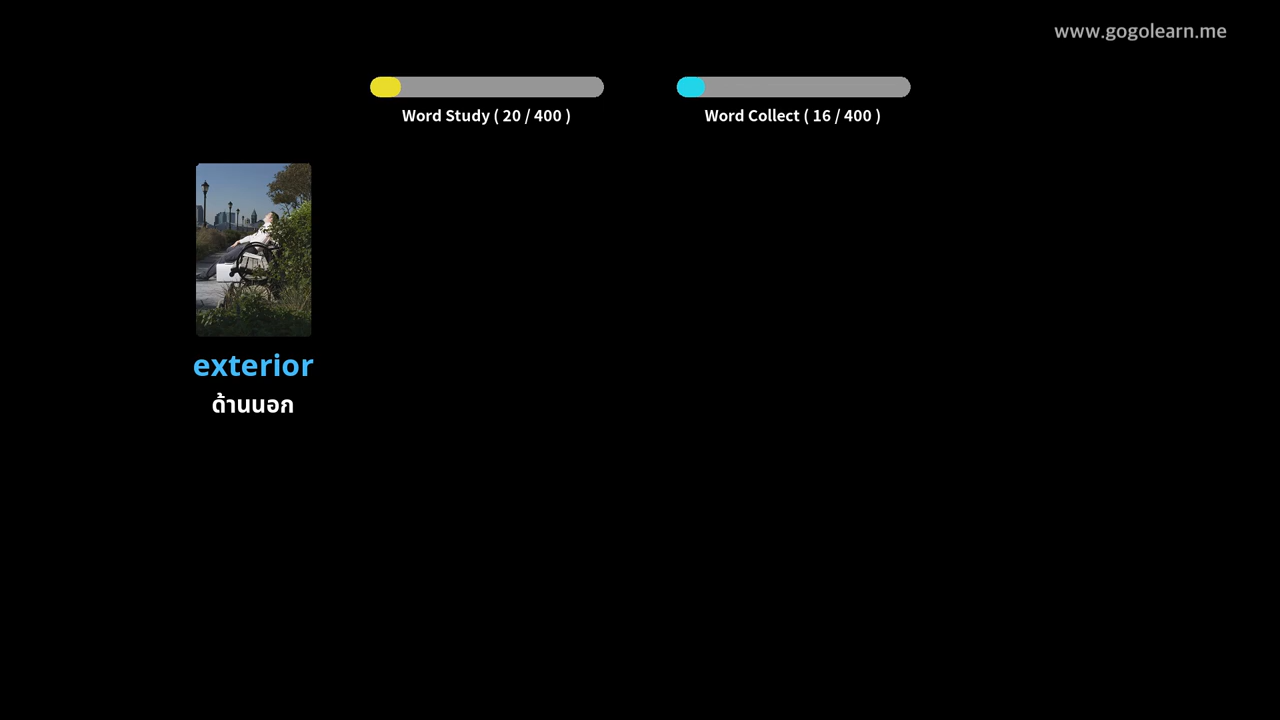 www.gogolearn.me
Word Study ( 20 / 400 )
Word Collect ( 16 / 400 )
exterior
ด้านนอก